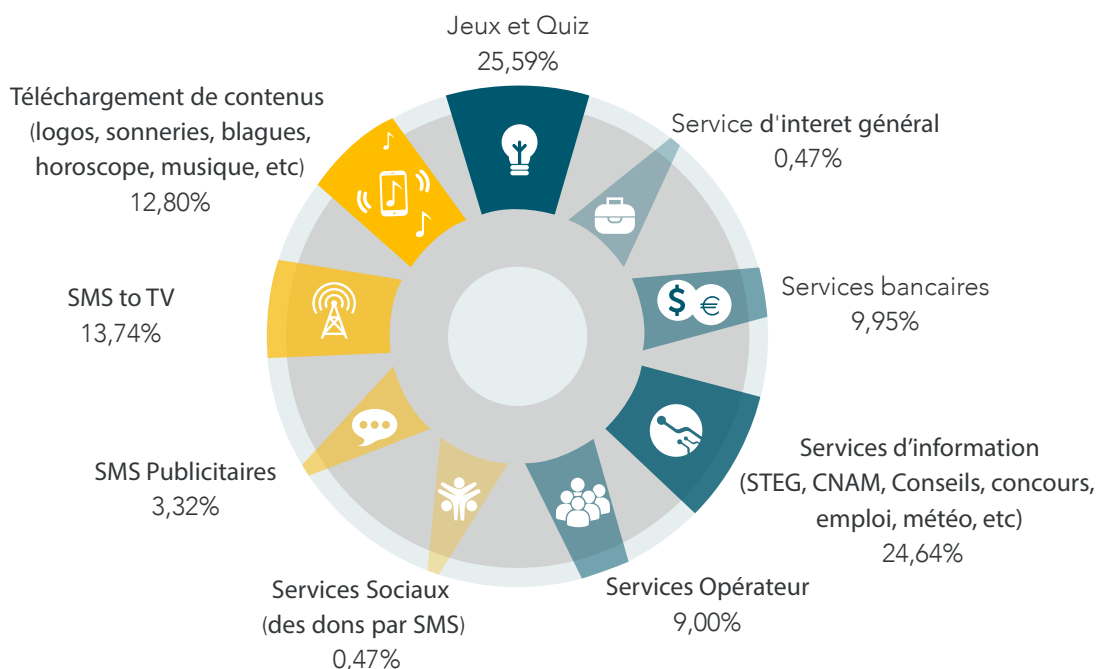 Jeux et Quiz
25,59%
Service d'interet général
0,47%
Services bancaires
9,95%
Services d’information
(STEG, CNAM, Conseils, concours,
emploi, météo, etc)
24,64%
Services Opérateur
9,00%
Services Sociaux
(des dons par SMS)
0,47%
SMS Publicitaires
3,32%
SMS to TV
13,74%
Téléchargement de contenus
(logos, sonneries, blagues,
horoscope, musique, etc)
12,80%
$
€